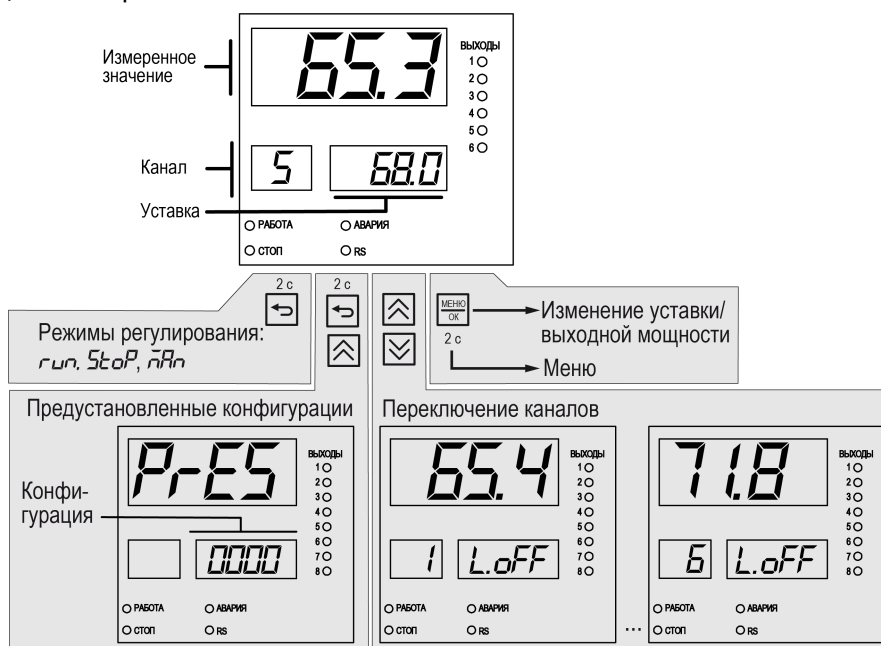 Измеренное
значение
65.3
ВЫХОДЫ
1
2
3
4
5
6
Канал
5
68.0
Уставка
РАБОТА
АВАРИЯ
СТОП
RS
2 с
2 с
МЕНЮ
ОК
2 с
Изменение уставки/
выходной мощности
Меню
Режимы регулирования:
run, StoP, mAn
Предустановленные конфигурации
PrES
ВЫХОДЫ
1
2
3
4
5
6
7
8
Конфи-
гурация
0000
РАБОТА
АВАРИЯ
СТОП
RS
Переключение каналов
65.4
ВЫХОДЫ
1
2
3
4
5
6
7
8
1
L.oFF
РАБОТА
АВАРИЯ
СТОП
RS
...
71.8
ВЫХОДЫ
1
2
3
4
5
6
7
8
6
L.oFF
РАБОТА
АВАРИЯ
СТОП
RS